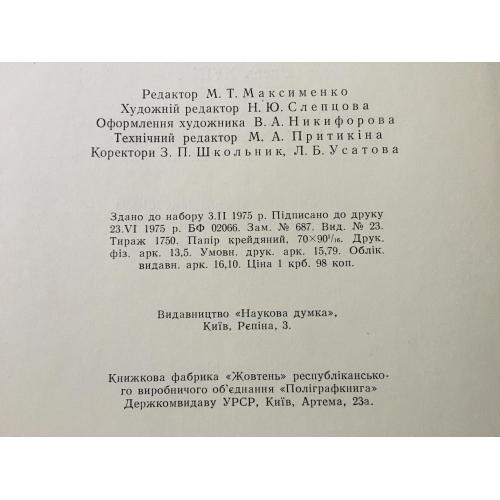 Редактор М. Т. Максименко
Художній редактор Н. Ю. Слепцова
Оформлення художника В. А. Никифорова
Технічний редактор М. А. Притикіна
Коректори З. П. Школьник, Л. Б. Усатова
Здано до набору 3.II 1975 р. Підписано до друку
23.VI 1975 р. БФ 02066. Зам. № 687. Вид. № 23.
Тираж 1750. Папір крейдяний, 70×90¹/₁₆. Друк.
фіз. арк. 13,5. Умовн. друк. арк. 15,79. Облік.
видавн. арк. 16,10. Ціна 1 крб. 98 коп.
Видавництво «Наукова думка»,
Київ, Рєпіна, 3.
Книжкова фабрика «Жовтень» республікансько-
го виробничого об'єднання «Поліграфкнига»
Держкомвидаву УРСР, Київ, Артема, 23а.